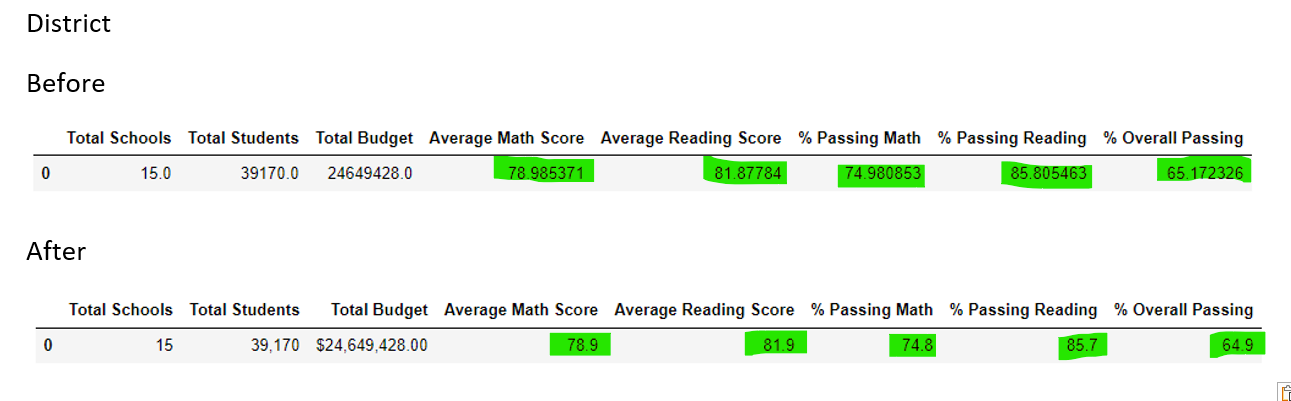 District
Before
Total Schools Total Students Total Budget Average Math Score Average Reading Score % Passing Math % Passing Reading % Overall Passing
0 15.0 39170.0 24649428.0 78.985371 81.87784 74.980853 85.805463 65.172326
After
Total Schools Total Students Total Budget Average Math Score Average Reading Score % Passing Math % Passing Reading % Overall Passing
0 15 39,170 $24,649,428.00 78.9 81.9 74.8 85.7 64.9